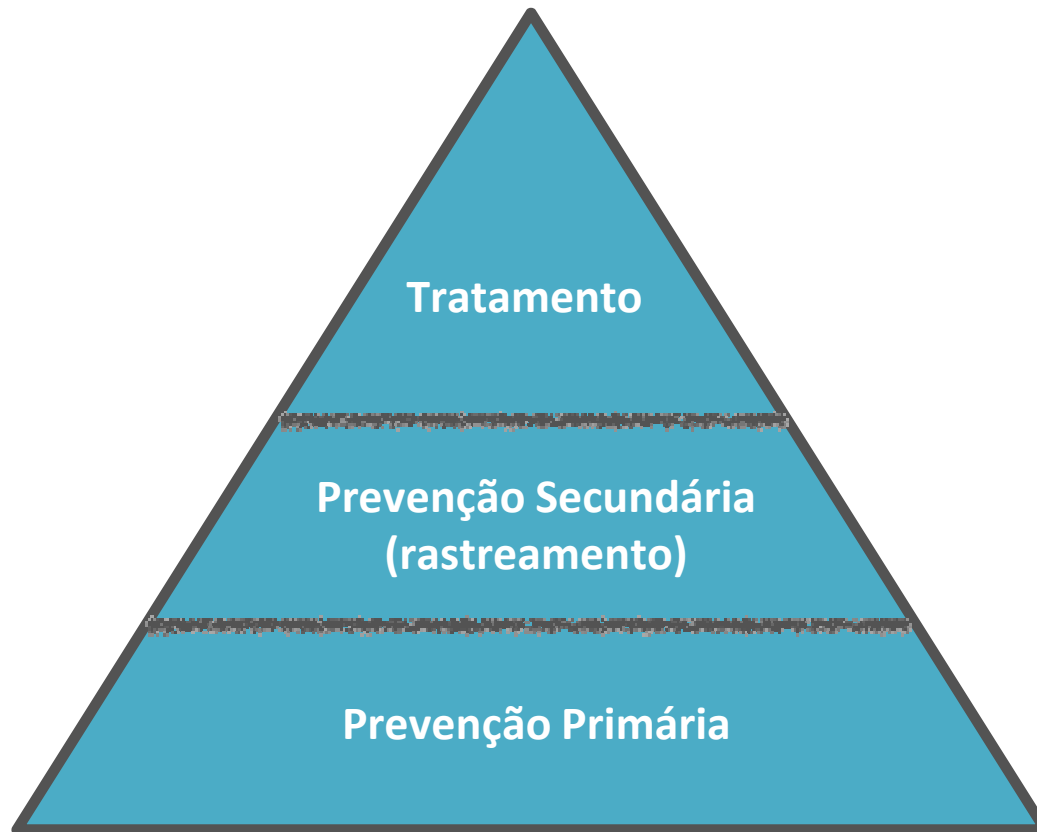 Tratamento
Prevenção Secundária
(rastreamento)
Prevenção Primária